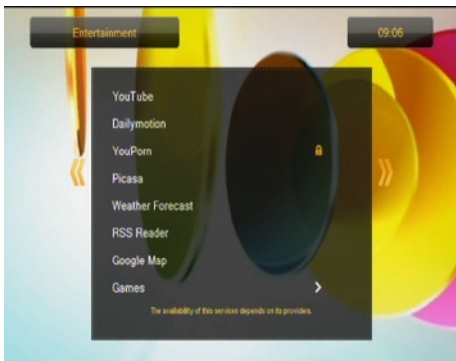 Entertainment
09:06
YouTube
Dailymotion
YouPorn
Picasa
Weather Forecast
RSS Reader
Google Map
Games
The availability of this services depends on its providers.